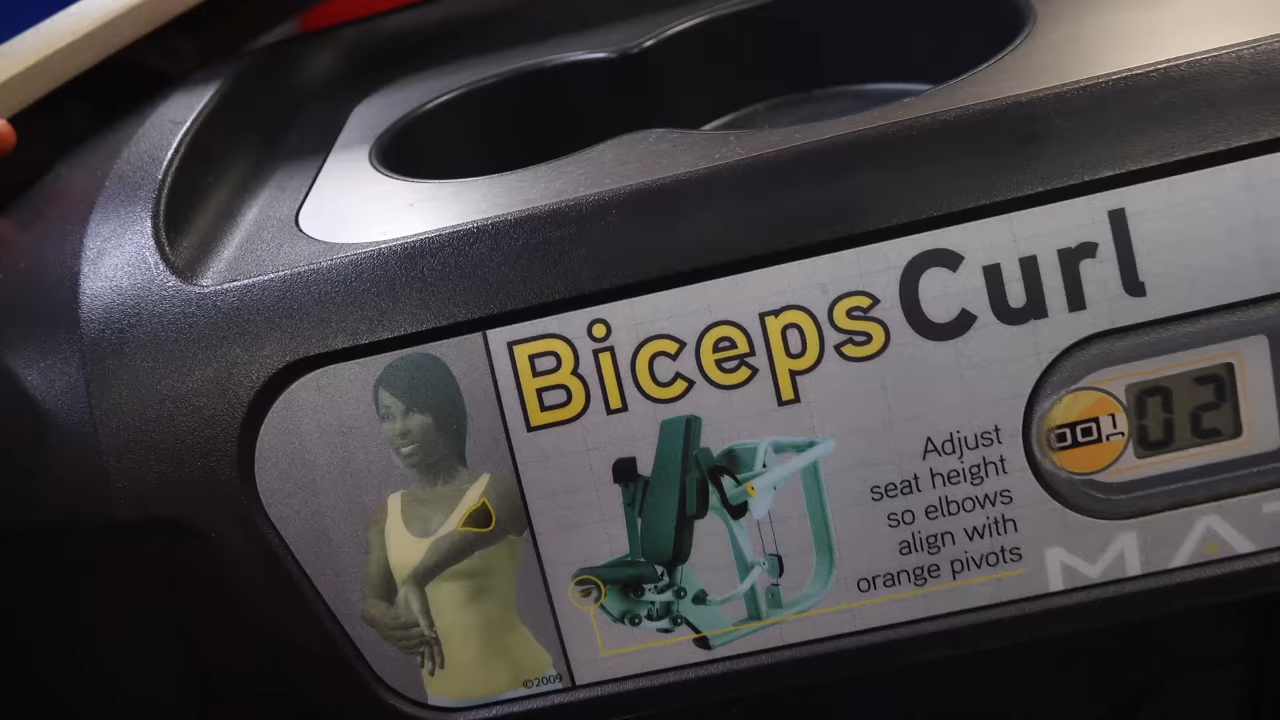 Biceps Curl
Adjust
seat height
so elbows
align with
orange pivots
001
02
©2009